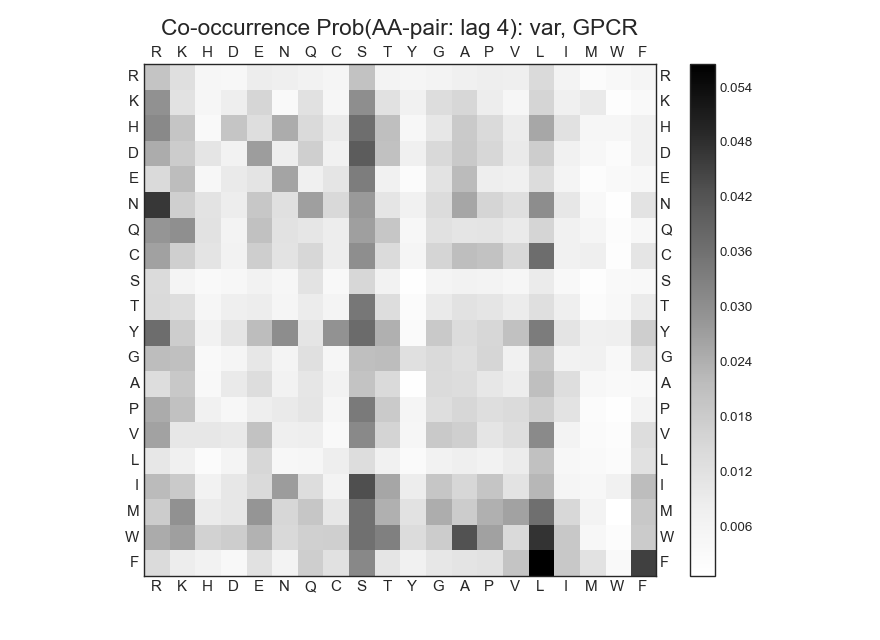 Co-occurrence Prob(AA-pair: lag 4): var, GPCR
R K H D E N Q C S T Y G A P V L I M W F
R R
K K
H H
D D
E E
N N
Q Q
C C
S S
T T
Y Y
G G
A A
P P
V V
L L
I I
M M
W W
F F
R K H D E N Q C S T Y G A P V L I M W F
0.054
0.048
0.042
0.036
0.030
0.024
0.018
0.012
0.006